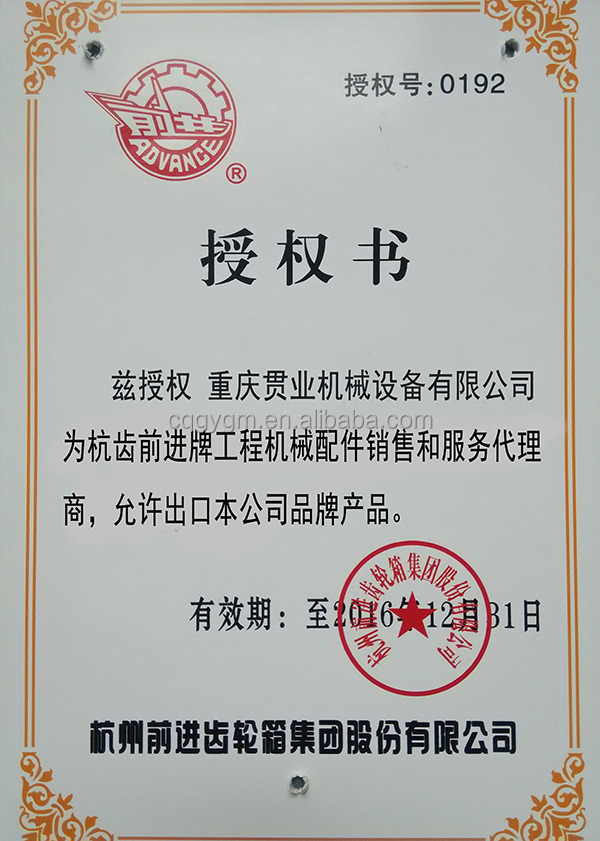 前进
ADVANCE
®
授权号:0192
授权书
兹授权 重庆贯业机械设备有限公司
cqgygm.en.alibaba.com
为杭齿前进牌工程机械配件销售和服务代理
商，允许出口本公司品牌产品。
杭州前进齿轮箱集团股份有限公司
有效期：至2016年12月31日
杭州前进齿轮箱集团股份有限公司